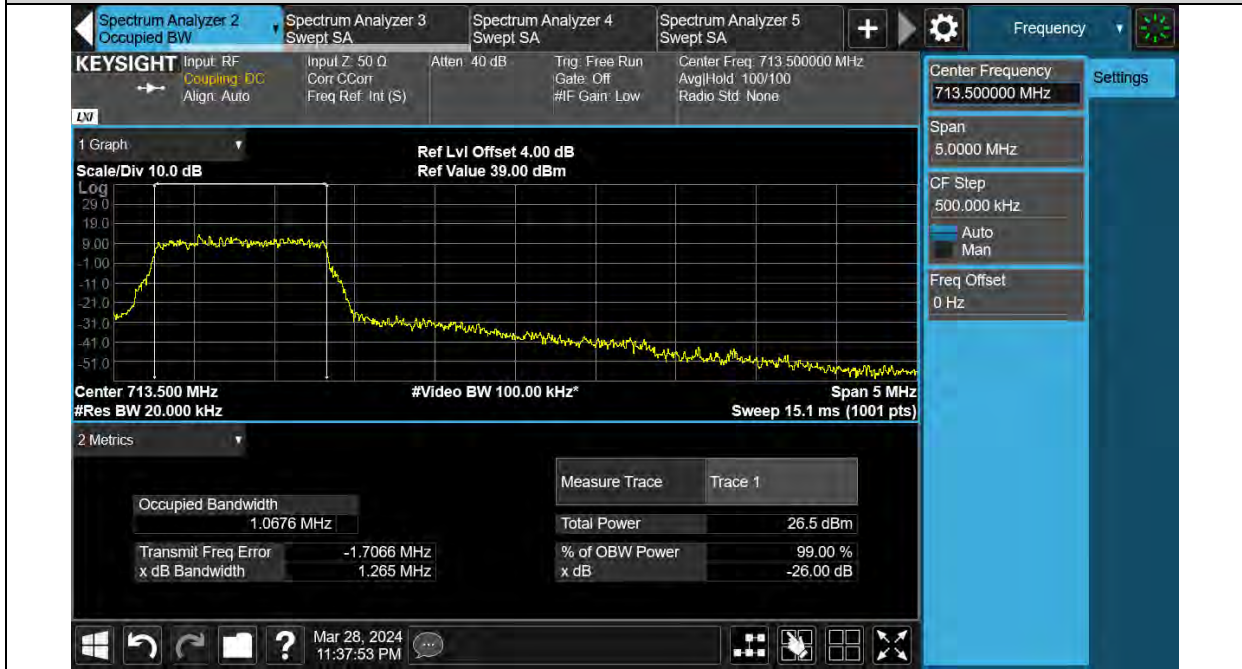 Spectrum Analyzer 2
Occupied BW
Spectrum Analyzer 3
Swept SA
Spectrum Analyzer 4
Swept SA
Spectrum Analyzer 5
Swept SA
+
Frequency
KEYSIGHT
Input: RF
Coupling: DC
Align: Auto
Input Z: 50 Ω
Corr CCorr
Freq Ref: Int (S)
Atten: 40 dB
Trig: Free Run
Gate: Off
#IF Gain: Low
Center Freq: 713.500000 MHz
Avg|Hold: 100/100
Radio Std: None
LXI
Center Frequency
713.500000 MHz
Settings
Span
5.0000 MHz
CF Step
500.000 kHz
Auto
Man
Freq Offset
0 Hz
1 Graph
Scale/Div 10.0 dB
Ref Lvl Offset 4.00 dB
Ref Value 39.00 dBm
Log
29.0
19.0
9.00
-1.00
-11.0
-21.0
-31.0
-41.0
-51.0
Center 713.500 MHz
#Video BW 100.00 kHz*
Span 5 MHz
#Res BW 20.000 kHz
Sweep 15.1 ms (1001 pts)
2 Metrics
Measure Trace
Trace 1
Occupied Bandwidth
1.0676 MHz
Total Power
26.5 dBm
Transmit Freq Error
-1.7066 MHz
% of OBW Power
99.00 %
x dB Bandwidth
1.265 MHz
x dB
-26.00 dB
?
Mar 28, 2024
11:37:53 PM